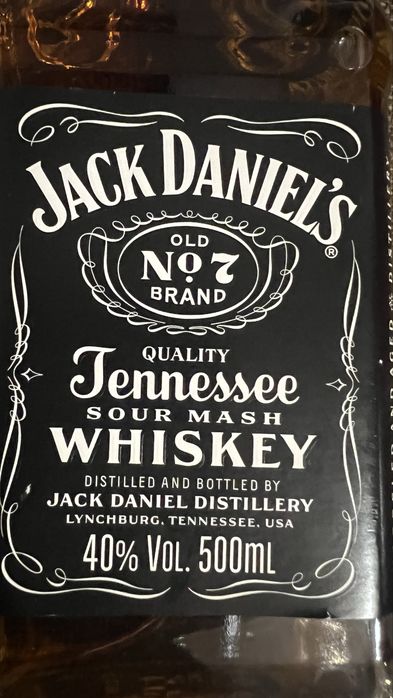 JACK DANIEL'S
®
OLD
Nº 7
BRAND
QUALITY
Tennessee
SOUR MASH
WHISKEY
DISTILLED AND BOTTLED BY
JACK DANIEL DISTILLERY
LYNCHBURG, TENNESSEE, USA
40% VOL. 500mL